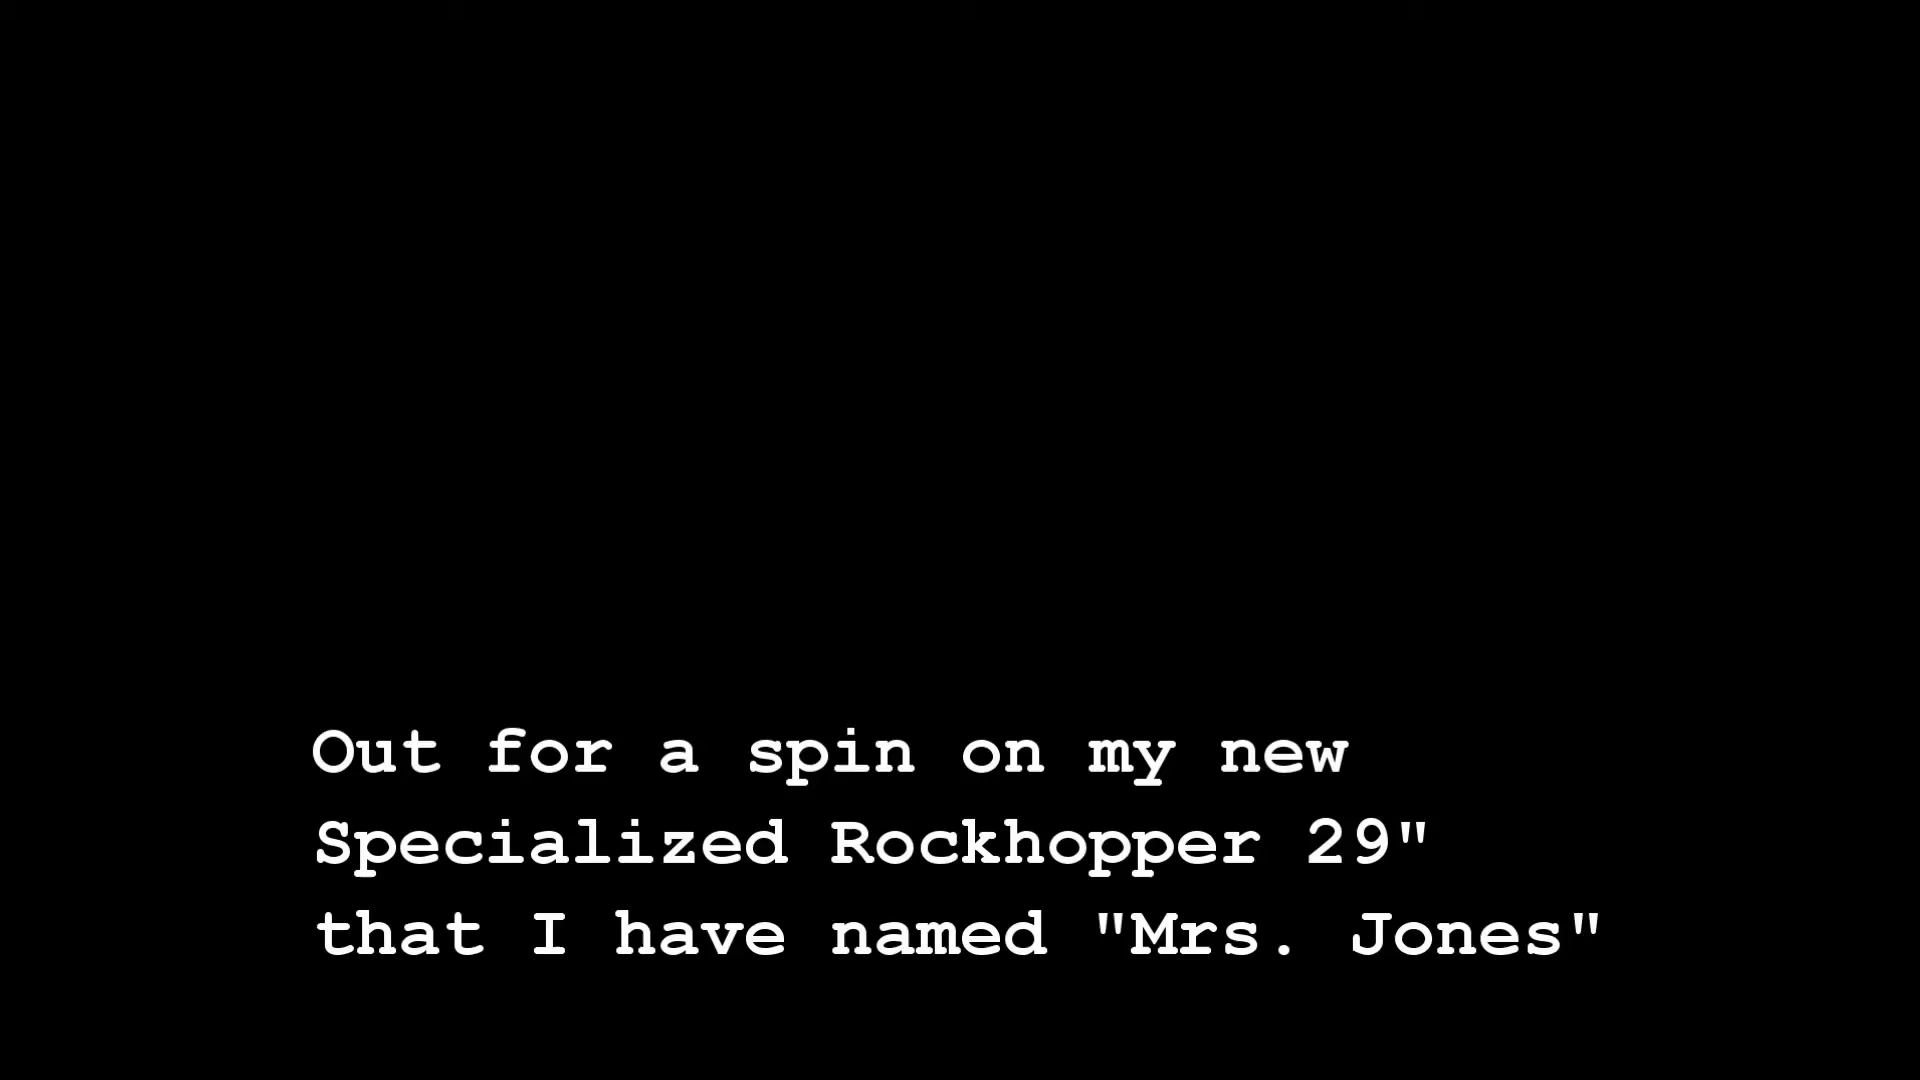 Out for a spin on my new
Specialized Rockhopper 29"
that I have named "Mrs. Jones"